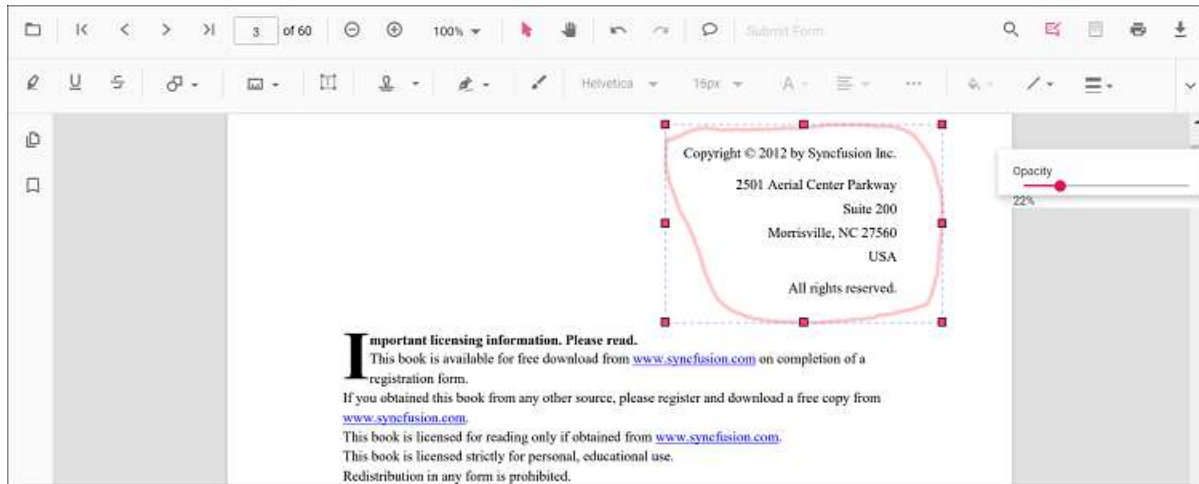 3 of 60 100% Submit Form
Helvetica 16px A
Copyright © 2012 by Syncfusion Inc.
2501 Aerial Center Parkway
Suite 200
Morrisville, NC 27560
USA
All rights reserved.
Opacity
22%
Important licensing information. Please read.
This book is available for free download from www.syncfusion.com on completion of a
registration form.
If you obtained this book from any other source, please register and download a free copy from
www.syncfusion.com.
This book is licensed for reading only if obtained from www.syncfusion.com.
This book is licensed strictly for personal, educational use.
Redistribution in any form is prohibited.